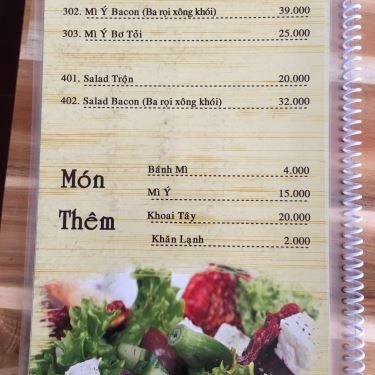 302. Mì Ý Bacon (Ba rọi xông khói) 39.000
303. Mì Ý Bơ Tỏi 25.000
401. Salad Trộn 20.000
402. Salad Bacon (Ba rọi xông khói) 32.000
Món Thêm
Bánh Mì 4.000
Mì Ý 15.000
Khoai Tây 20.000
Khăn Lạnh 2.000